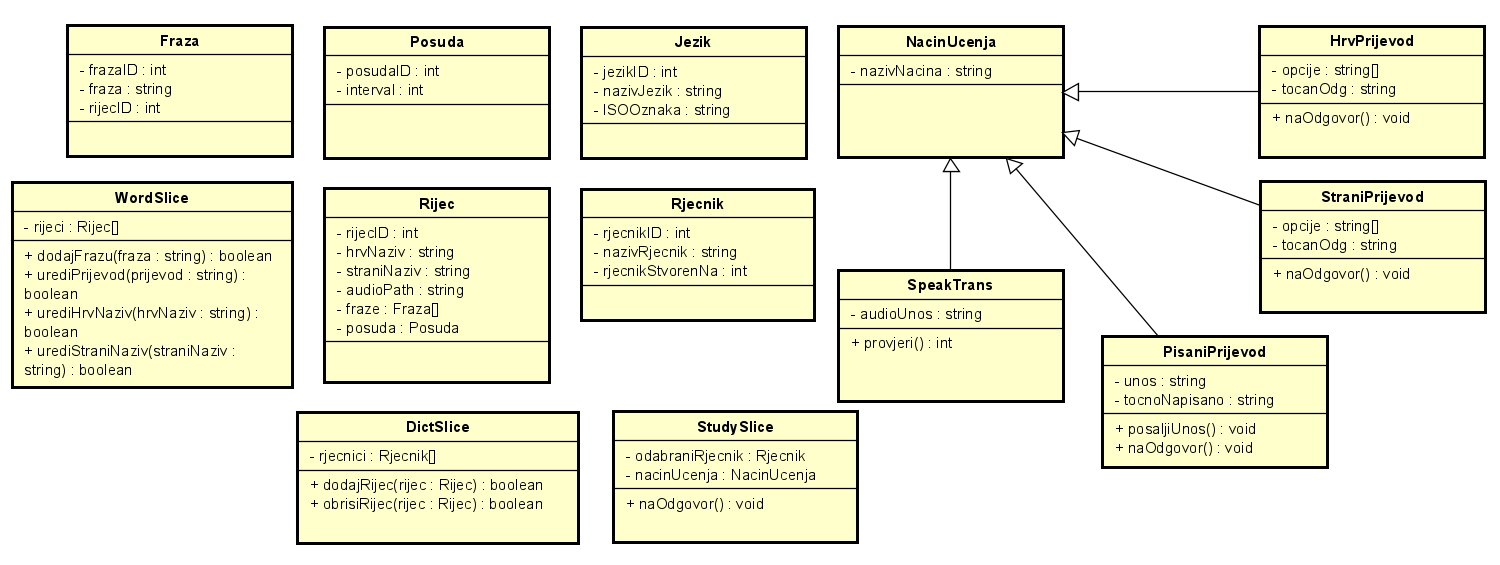 Fraza
- frazaID : int
- fraza : string
- rijecID : int
Posuda
- posudaID : int
- interval : int
Jezik
- jezikID : int
- nazivJezik : string
- ISOOznaka : string
NacinUcenja
- nazivNacina : string
HrvPrijevod
- opcije : string[]
- tocanOdg : string
+ naOdgovor() : void
WordSlice
- rijeci : Rijec[]
+ dodajFrazu(fraza : string) : boolean
+ urediPrijevod(prijevod : string) :
boolean
+ urediHrvNaziv(hrvNaziv : string) :
boolean
+ urediStraniNaziv(straniNaziv :
string) : boolean
Rijec
- rijecID : int
- hrvNaziv : string
- straniNaziv : string
- audioPath : string
- fraze : Fraza[]
- posuda : Posuda
Rjecnik
- rjecnikID : int
- nazivRjecnik : string
- rjecnikStvorenNa : int
StraniPrijevod
- opcije : string[]
- tocanOdg : string
+ naOdgovor() : void
SpeakTrans
- audioUnos : string
+ provjeri() : int
PisaniPrijevod
- unos : string
- tocnoNapisano : string
+ posaljiUnos() : void
+ naOdgovor() : void
DictSlice
- rjecnici : Rjecnik[]
+ dodajRijec(rijec : Rijec) : boolean
+ obrisiRijec(rijec : Rijec) : boolean
StudySlice
- odabraniRjecnik : Rjecnik
- nacinUcenja : NacinUcenja
+ naOdgovor() : void